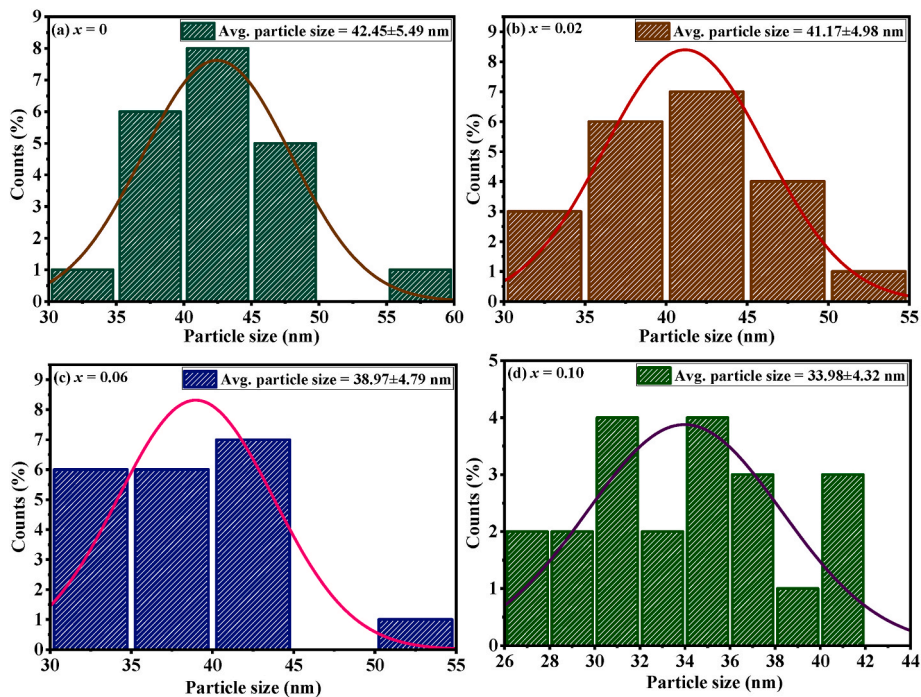 (a) x = 0
Avg. particle size = 42.45±5.49 nm
9
8
7
6
5
4
3
2
1
0
Counts (%)
30 35 40 45 50 55 60
Particle size (nm)
(b) x = 0.02
Avg. particle size = 41.17±4.98 nm
9
8
7
6
5
4
3
2
1
0
Counts (%)
30 35 40 45 50 55
Particle size (nm)
(c) x = 0.06
Avg. particle size = 38.97±4.79 nm
9
8
7
6
5
4
3
2
1
0
Counts (%)
30 35 40 45 50 55
Particle size (nm)
(d) x = 0.10
Avg. particle size = 33.98±4.32 nm
5
4
3
2
1
0
Counts (%)
26 28 30 32 34 36 38 40 42 44
Particle size (nm)